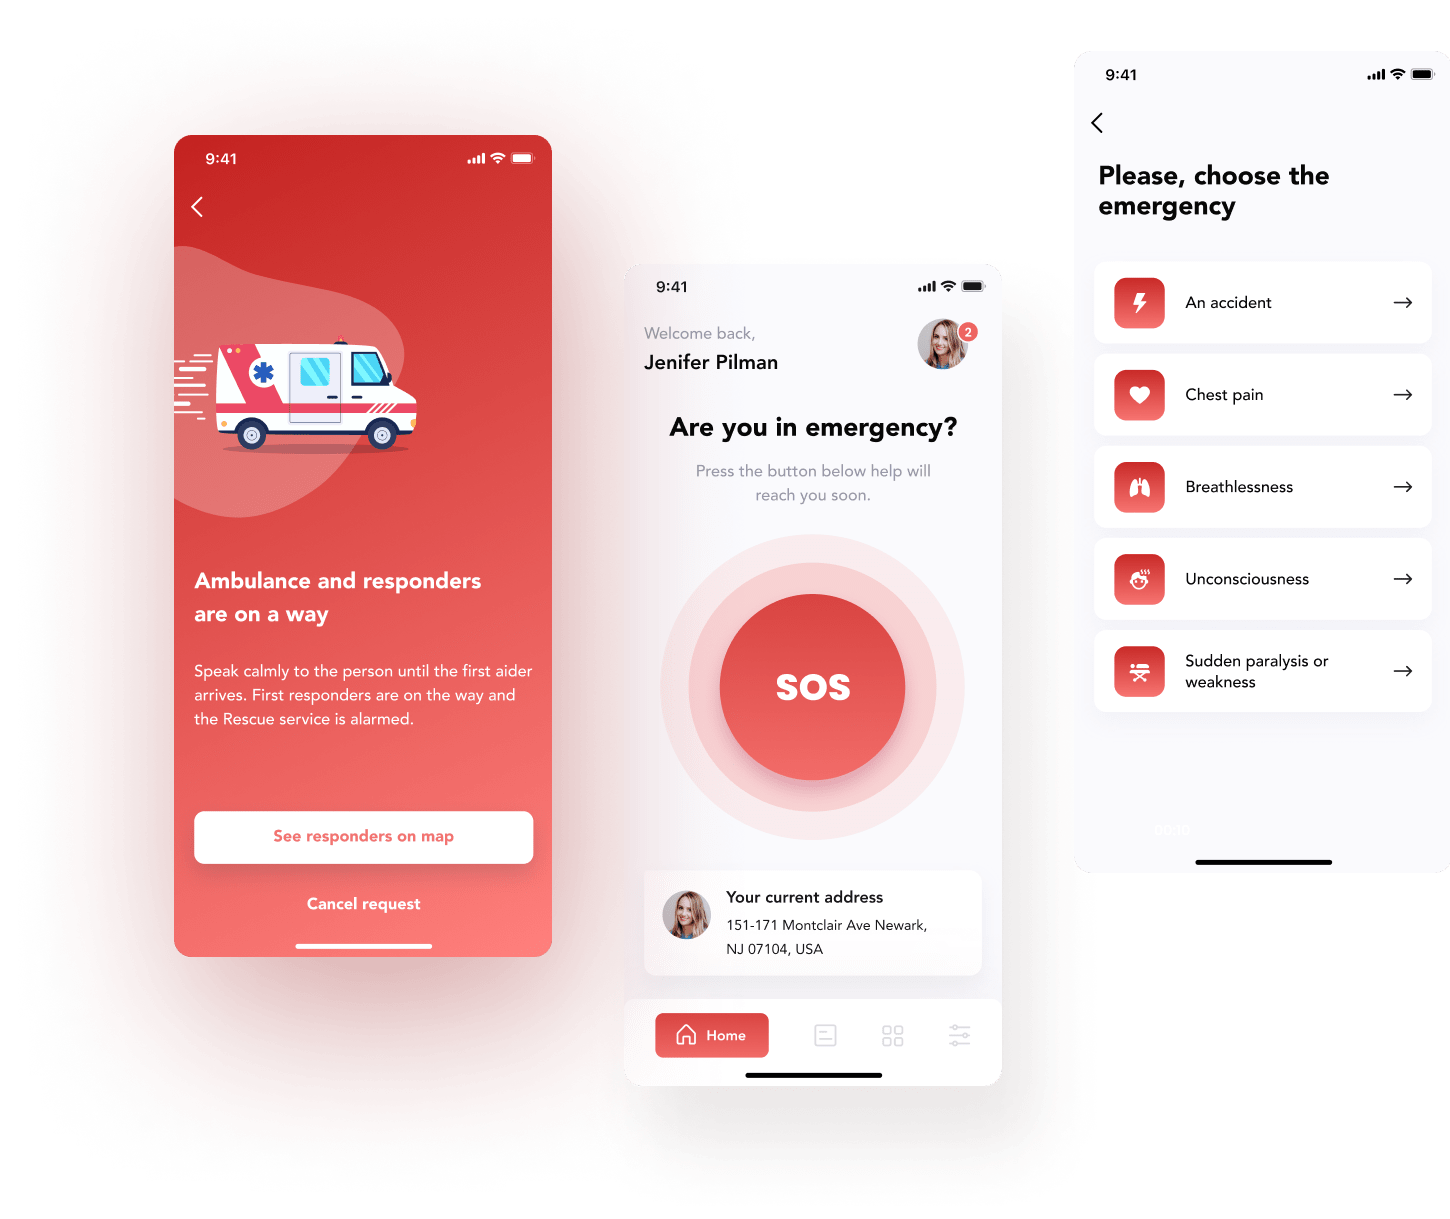 9:41
Ambulance and responders
are on a way
Speak calmly to the person until the first aider
arrives. First responders are on the way and
the Rescue service is alarmed.
See responders on map
Cancel request
9:41
Welcome back,
Jenifer Pilman
2
Are you in emergency?
Press the button below help will
reach you soon.
SOS
Your current address
151-171 Montclair Ave Newark,
NJ 07104, USA
Home
9:41
Please, choose the
emergency
An accident
Chest pain
Breathlessness
Unconsciousness
Sudden paralysis or
weakness
00:10